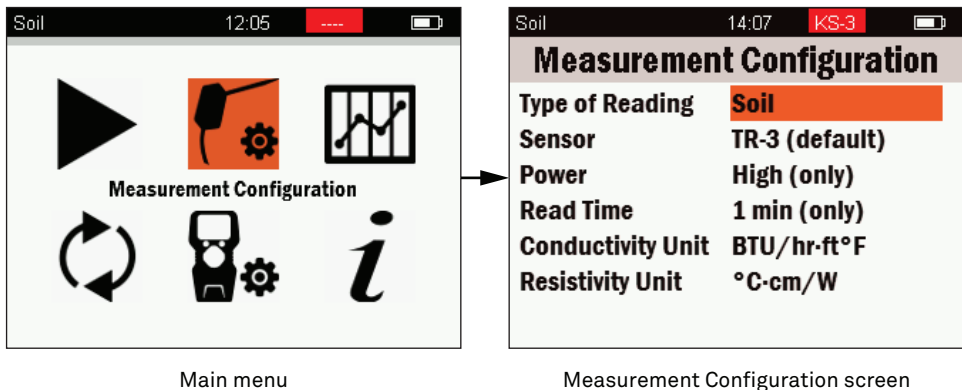 Soil 12:05 ----
Measurement Configuration
i
Main menu
Soil 14:07 KS-3
Measurement Configuration
Type of Reading Soil
Sensor TR-3 (default)
Power High (only)
Read Time 1 min (only)
Conductivity Unit BTU/hr·ft°F
Resistivity Unit °C·cm/W
Measurement Configuration screen